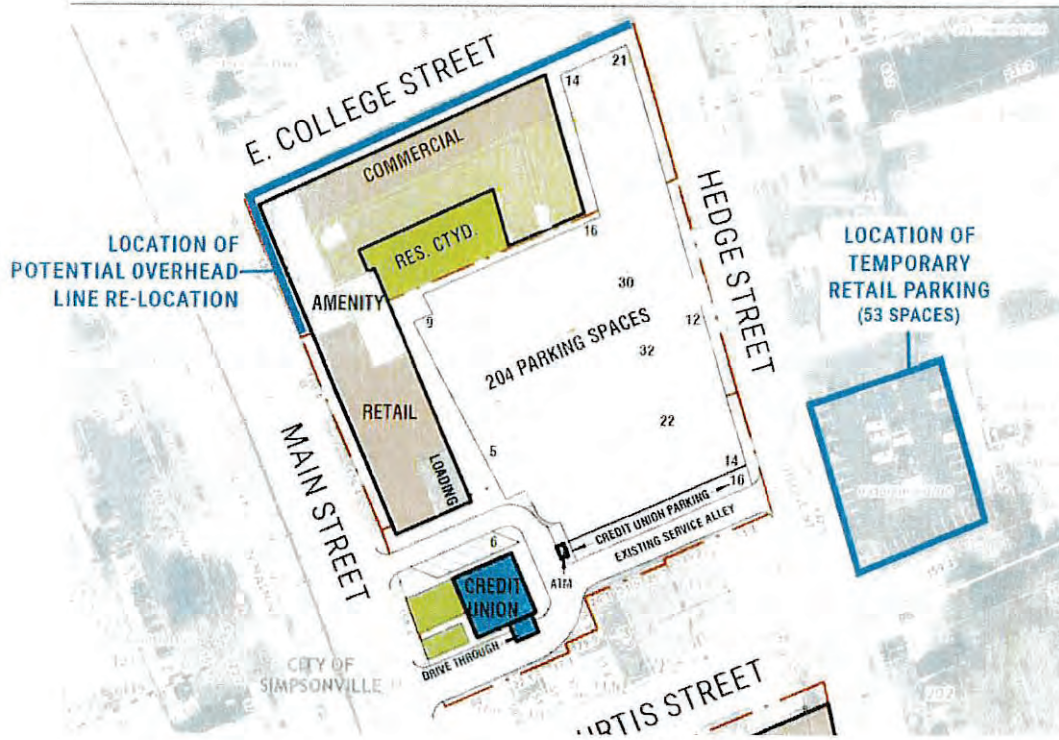 E. COLLEGE STREET
21
14
COMMERCIAL
HEDGE STREET
RES. CTYD.
16
LOCATION OF
POTENTIAL OVERHEAD
LINE RE-LOCATION
LOCATION OF
TEMPORARY
RETAIL PARKING
(53 SPACES)
AMENITY
30
9
12
204 PARKING SPACES
32
RETAIL
22
MAIN STREET
5
LOADING
14
16
CREDIT UNION PARKING
EXISTING SERVICE ALLEY
6
ATM
CREDIT
UNION
DRIVE THROUGH
CITY OF
SIMPSONVILLE
URTIS STREET